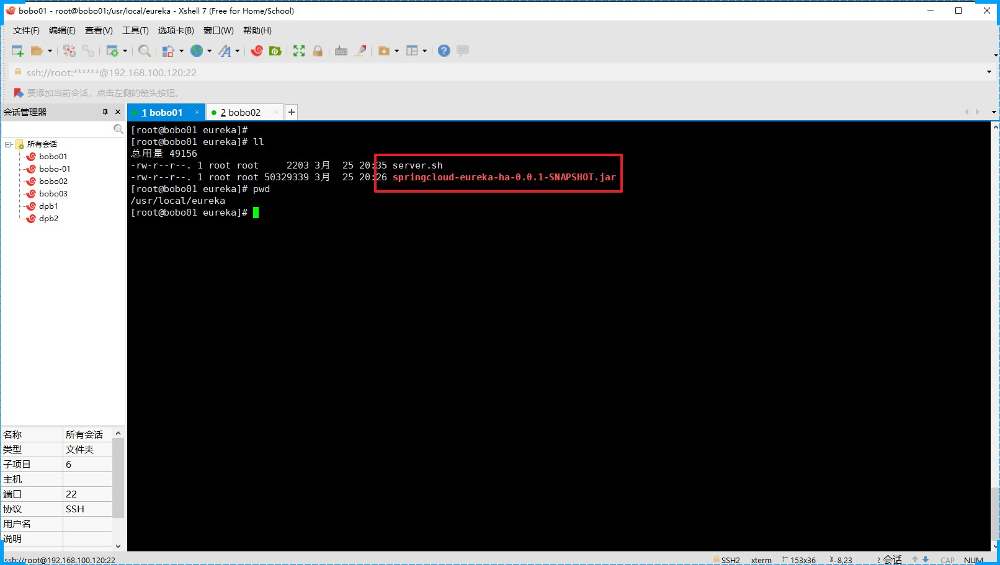 bobo01 - root@bobo01:/usr/local/eureka - Xshell 7 (Free for Home/School)
文件(F) 编辑(E) 查看(V) 工具(T) 选项卡(B) 窗口(W) 帮助(H)
ssh://root:******@192.168.100.120:22
要添加当前会话，点击左侧的箭头按钮。
会话管理器
1 bobo01
2 bobo02
所有会话
bobo01
bobo-01
bobo02
bobo03
dpb1
dpb2
[root@bobo01 eureka]#
[root@bobo01 eureka]# ll
总用量 49156
-rw-r--r--. 1 root root     2203 3月  25 20:35 server.sh
-rw-r--r--. 1 root root 50329339 3月  25 20:26 springcloud-eureka-ha-0.0.1-SNAPSHOT.jar
[root@bobo01 eureka]# pwd
/usr/local/eureka
[root@bobo01 eureka]#
名称 所有会话
类型 文件夹
子项目 6
主机
端口 22
协议 SSH
用户名
说明
ssh://root@192.168.100.120:22 SSH2 xterm 153x36 8,23 2 会话 CAP NUM